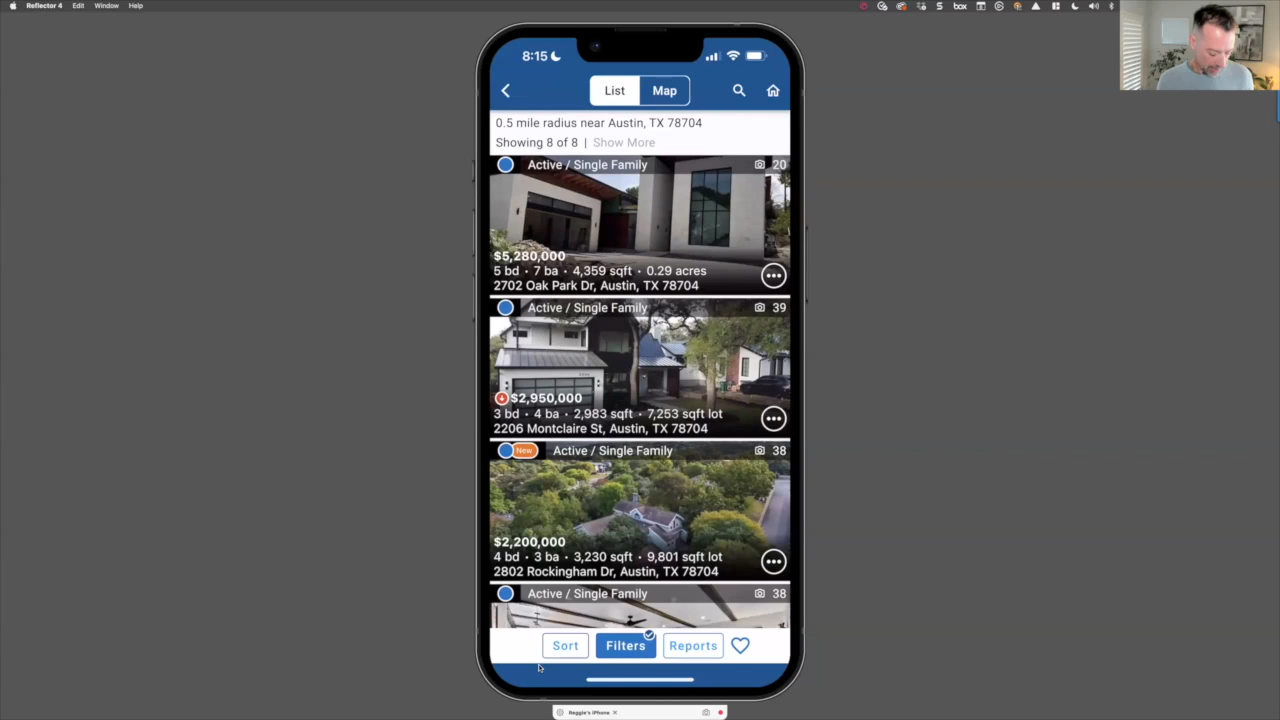 Reflector 4 Edit Window Help
box
8:15
List Map
0.5 mile radius near Austin, TX 78704
Showing 8 of 8 | Show More
Active / Single Family 20
$5,280,000
5 bd • 7 ba • 4,359 sqft • 0.29 acres
2702 Oak Park Dr, Austin, TX 78704
Active / Single Family 39
$2,950,000
3 bd • 4 ba • 2,983 sqft • 7,253 sqft lot
2206 Montclaire St, Austin, TX 78704
New Active / Single Family 38
$2,200,000
4 bd • 3 ba • 3,230 sqft • 9,801 sqft lot
2802 Rockingham Dr, Austin, TX 78704
Active / Single Family 38
Sort Filters Reports
Reggie's iPhone